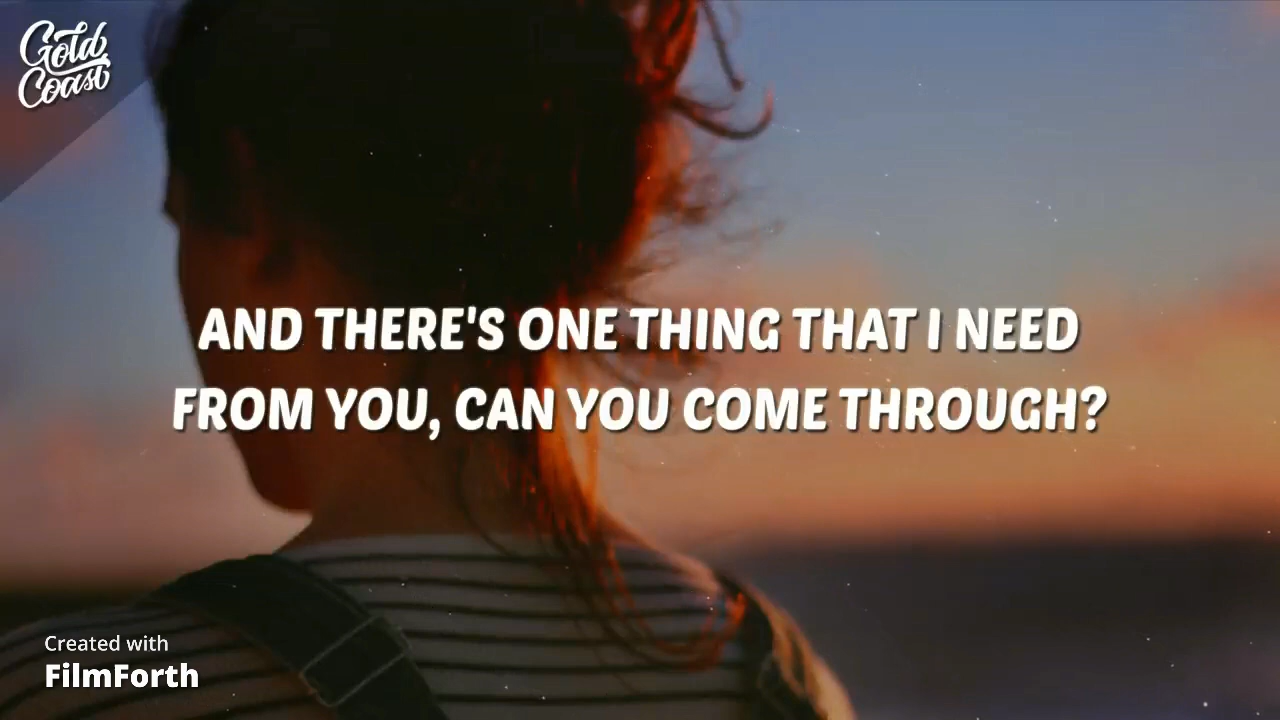 Gold
Coast
AND THERE'S ONE THING THAT I NEED
FROM YOU, CAN YOU COME THROUGH?
Created with
FilmForth